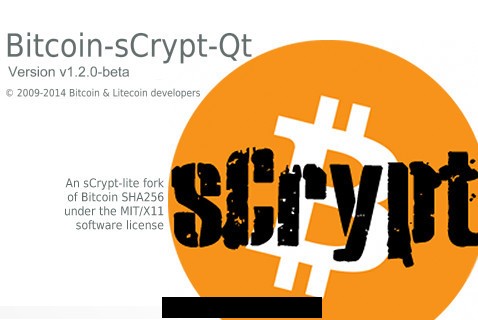 Bitcoin-sCrypt-Qt
Version v1.2.0-beta
© 2009-2014 Bitcoin & Litecoin developers
sCrypt
An sCrypt-lite fork
of Bitcoin SHA256
under the MIT/X11
software license